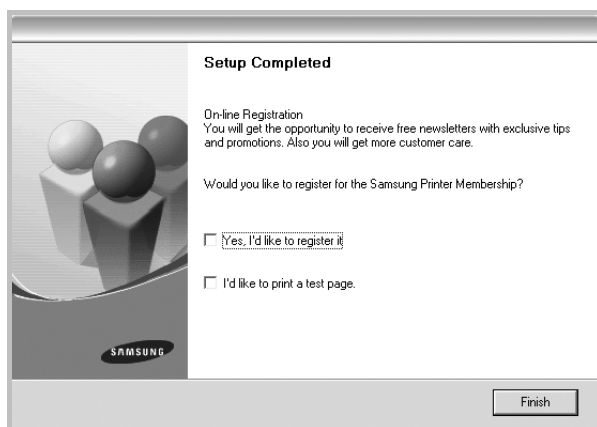 Setup Completed
On-line Registration
You will get the opportunity to receive free newsletters with exclusive tips
and promotions. Also you will get more customer care.
Would you like to register for the Samsung Printer Membership?
Yes, I'd like to register it
I'd like to print a test page.
SAMSUNG
Finish